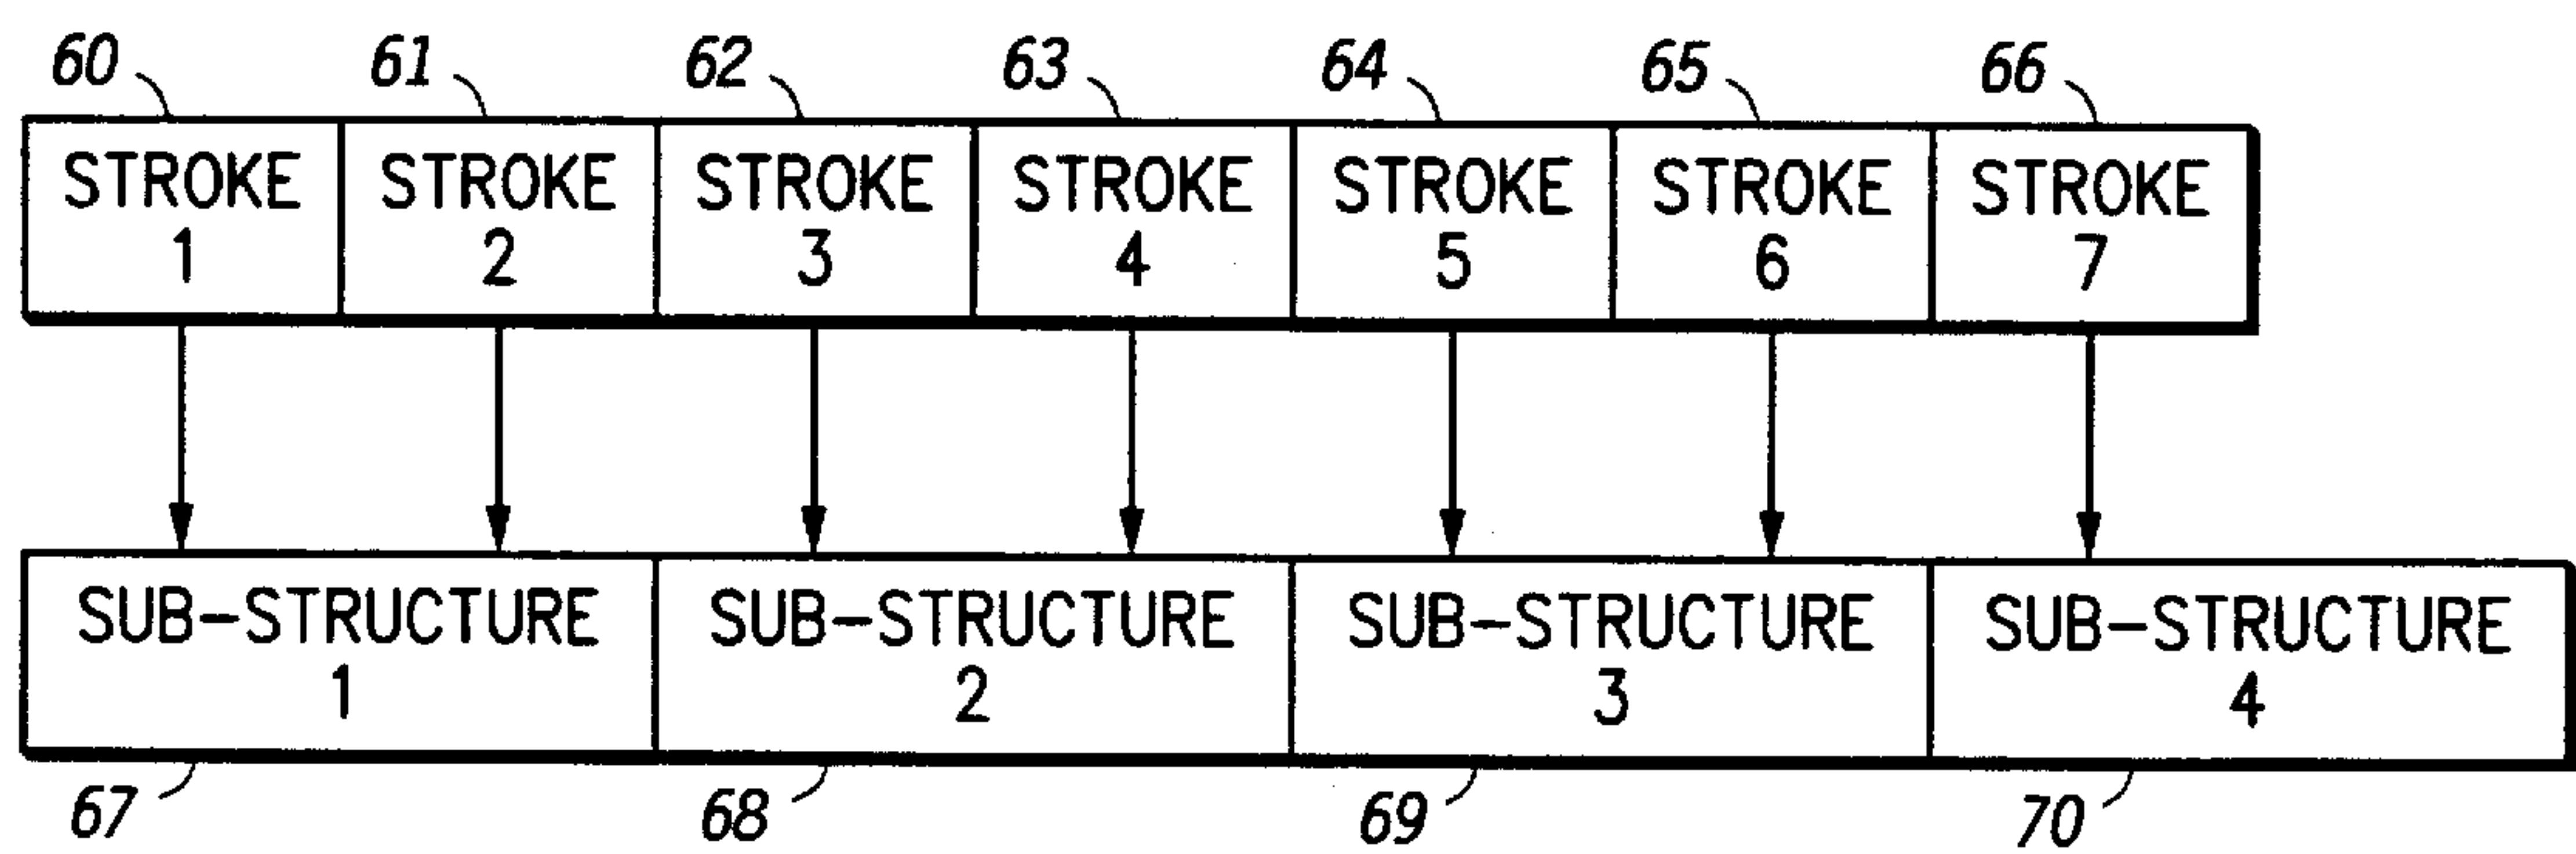 60 61 62 63 64 65 66
STROKE STROKE STROKE STROKE STROKE STROKE STROKE
1 2 3 4 5 6 7
SUB-STRUCTURE SUB-STRUCTURE SUB-STRUCTURE SUB-STRUCTURE
1 2 3 4
67 68 69 70